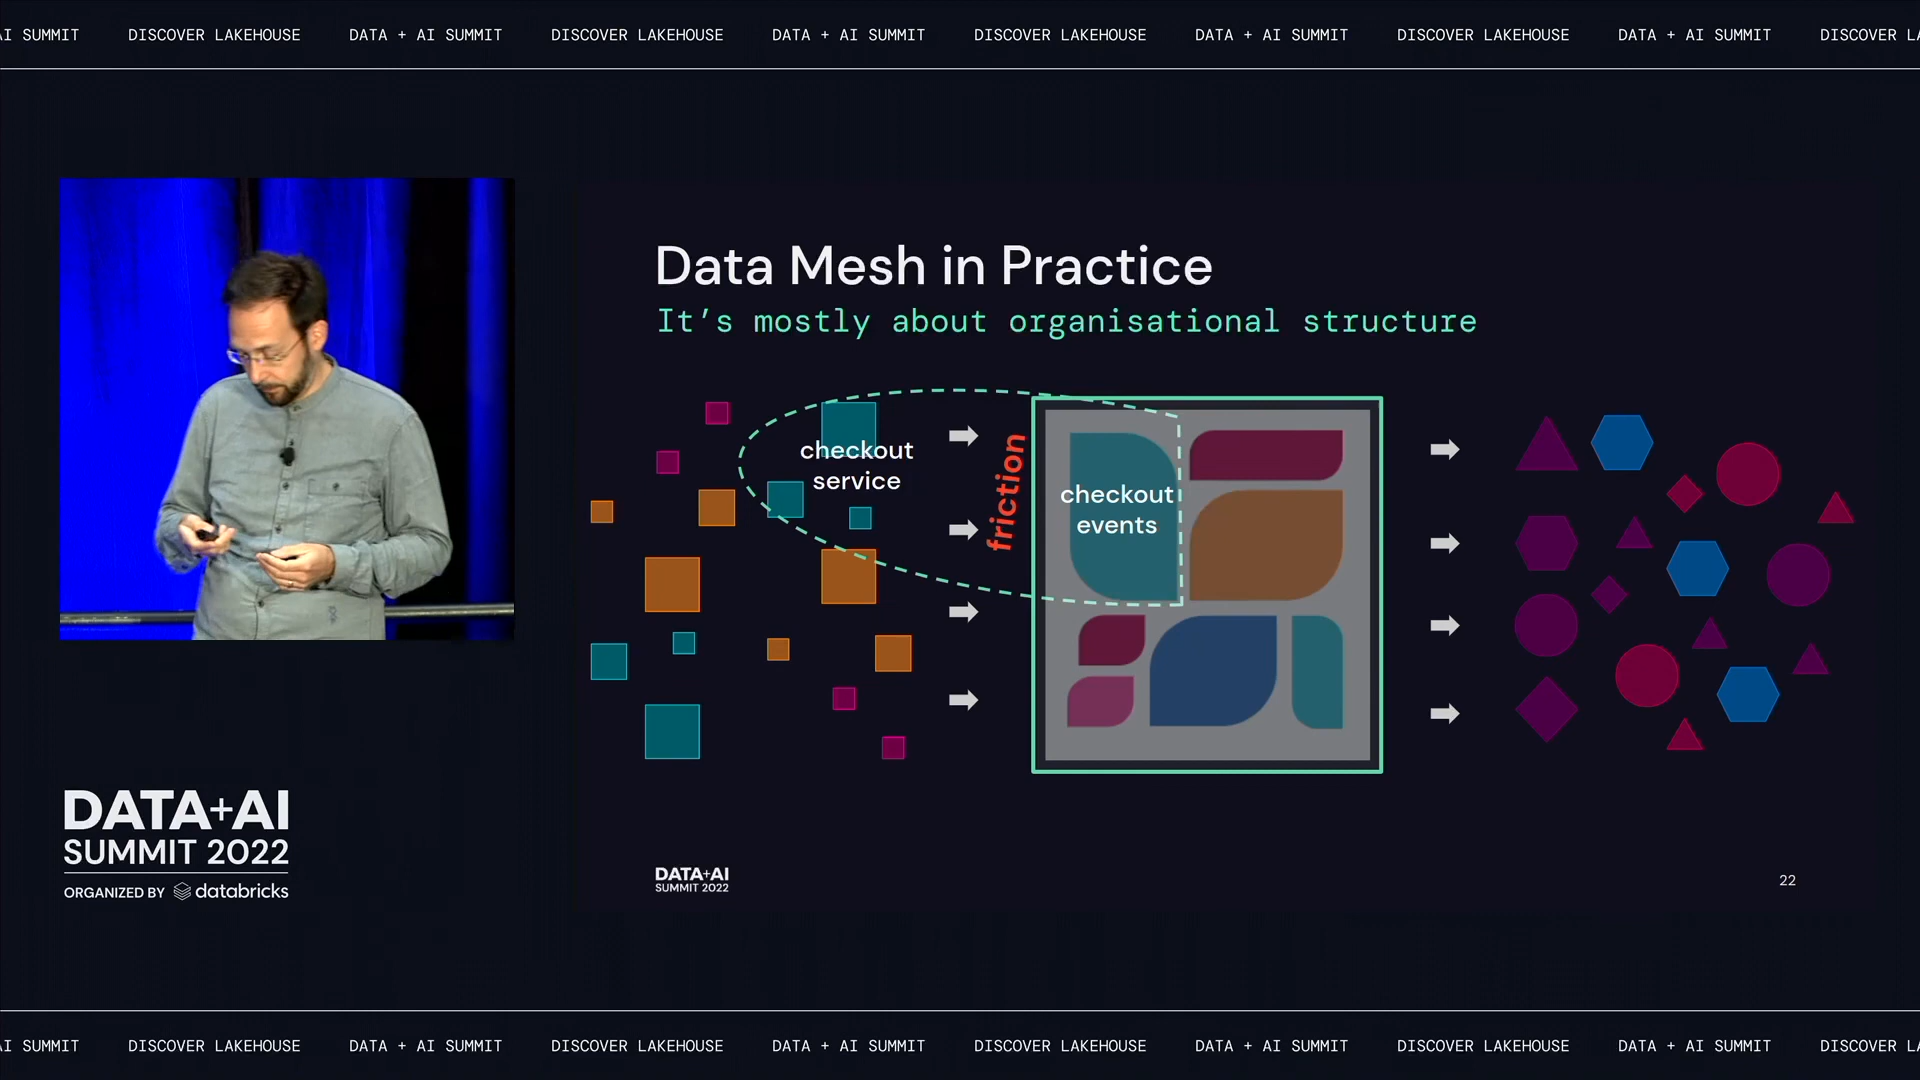 AI SUMMIT DISCOVER LAKEHOUSE DATA + AI SUMMIT DISCOVER LAKEHOUSE DATA + AI SUMMIT DISCOVER LAKEHOUSE DATA + AI SUMMIT DISCOVER LAKEHOUSE DATA + AI SUMMIT DISCOVER LA
Data Mesh in Practice
It's mostly about organisational structure
checkout
service
friction
checkout
events
DATA+AI
SUMMIT 2022
ORGANIZED BY databricks
DATA+AI
SUMMIT 2022
22
AI SUMMIT DISCOVER LAKEHOUSE DATA + AI SUMMIT DISCOVER LAKEHOUSE DATA + AI SUMMIT DISCOVER LAKEHOUSE DATA + AI SUMMIT DISCOVER LAKEHOUSE DATA + AI SUMMIT DISCOVER LA